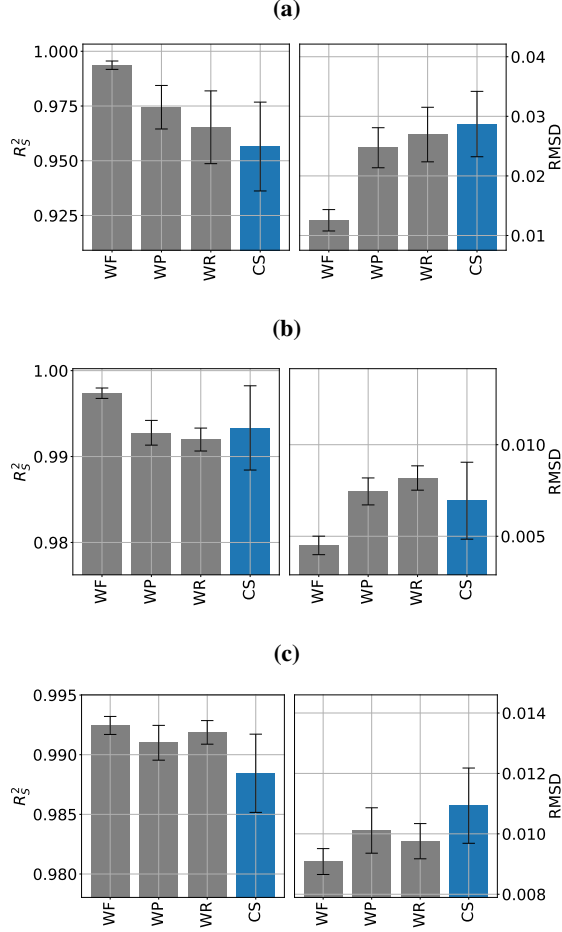 (a)
1.000
0.975
0.950
0.925
R²_S
WF
WP
WR
CS
0.04
0.03
0.02
0.01
RMSD
WF
WP
WR
CS
(b)
1.00
0.99
0.98
R²_S
WF
WP
WR
CS
0.010
0.005
RMSD
WF
WP
WR
CS
(c)
0.995
0.990
0.985
0.980
R²_S
WF
WP
WR
CS
0.014
0.012
0.010
0.008
RMSD
WF
WP
WR
CS